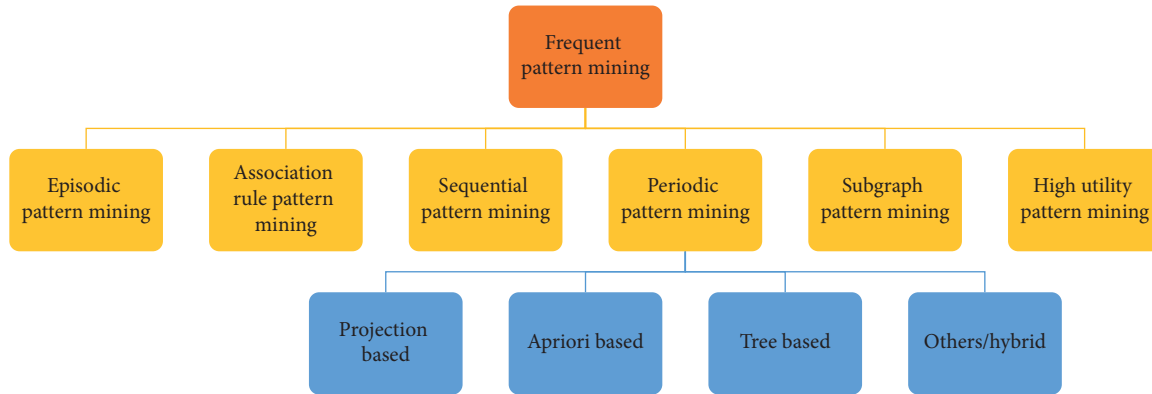 Frequent
pattern mining
Episodic
pattern mining
Association
rule pattern
mining
Sequential
pattern mining
Periodic
pattern mining
Subgraph
pattern mining
High utility
pattern mining
Projection
based
Apriori based
Tree based
Others/hybrid